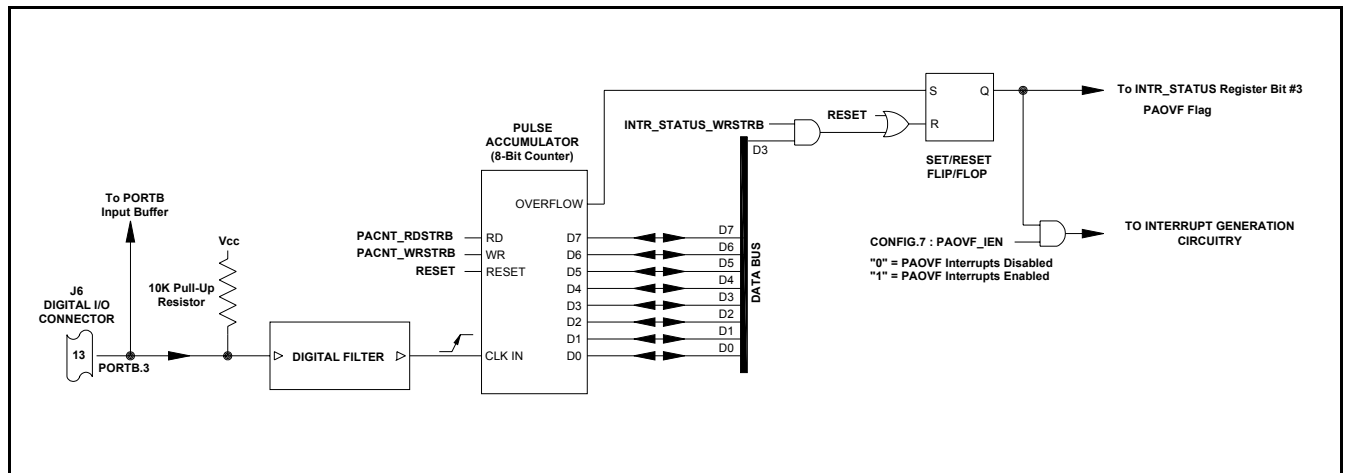 To PORTB
Input Buffer
Vcc
10K Pull-Up
Resistor
J6
DIGITAL I/O
CONNECTOR
13
PORTB.3
DIGITAL FILTER
PULSE
ACCUMULATOR
(8-Bit Counter)
OVERFLOW
PACNT_RDSTRB
RD
PACNT_WRSTRB
WR
RESET
RESET
CLK IN
D7
D6
D5
D4
D3
D2
D1
D0
D7
D6
D5
D4
D3
D2
D1
D0
DATA BUS
D3
INTR_STATUS_WRSTRB
RESET
S
Q
R
SET/RESET
FLIP/FLOP
To INTR_STATUS Register Bit #3
PAOVF Flag
CONFIG.7 : PAOVF_IEN
"0" = PAOVF Interrupts Disabled
"1" = PAOVF Interrupts Enabled
TO INTERRUPT GENERATION
CIRCUITRY